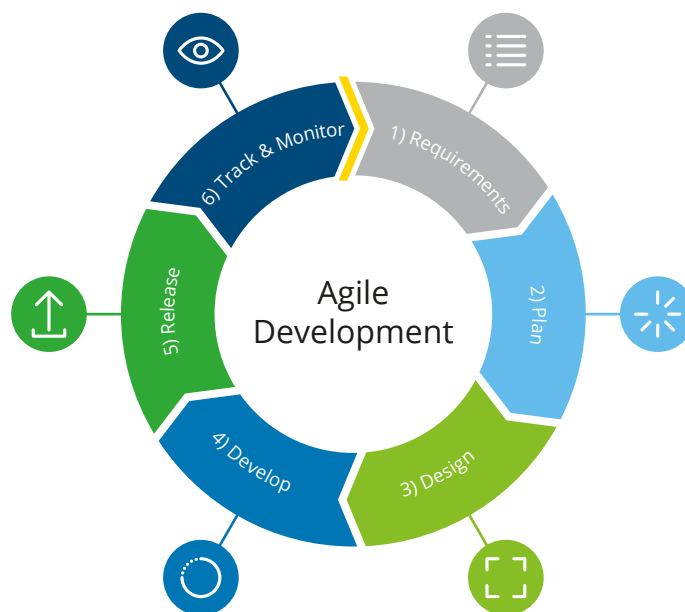 Agile
Development
1) Requirements
2) Plan
3) Design
4) Develop
5) Release
6) Track & Monitor